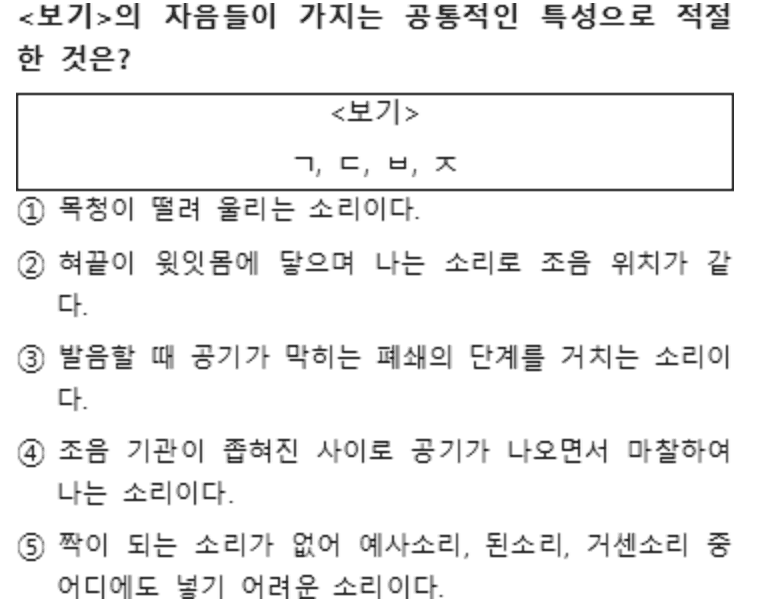 <보기>의 자음들이 가지는 공통적인 특성으로 적절
한 것은?
<보기>
ㄱ, ㄷ, ㅂ, ㅈ
① 목청이 떨려 울리는 소리이다.
② 혀끝이 윗잇몸에 닿으며 나는 소리로 조음 위치가 같
다.
③ 발음할 때 공기가 막히는 폐쇄의 단계를 거치는 소리이
다.
④ 조음 기관이 좁혀진 사이로 공기가 나오면서 마찰하여
나는 소리이다.
⑤ 짝이 되는 소리가 없어 예사소리, 된소리, 거센소리 중
어디에도 넣기 어려운 소리이다.